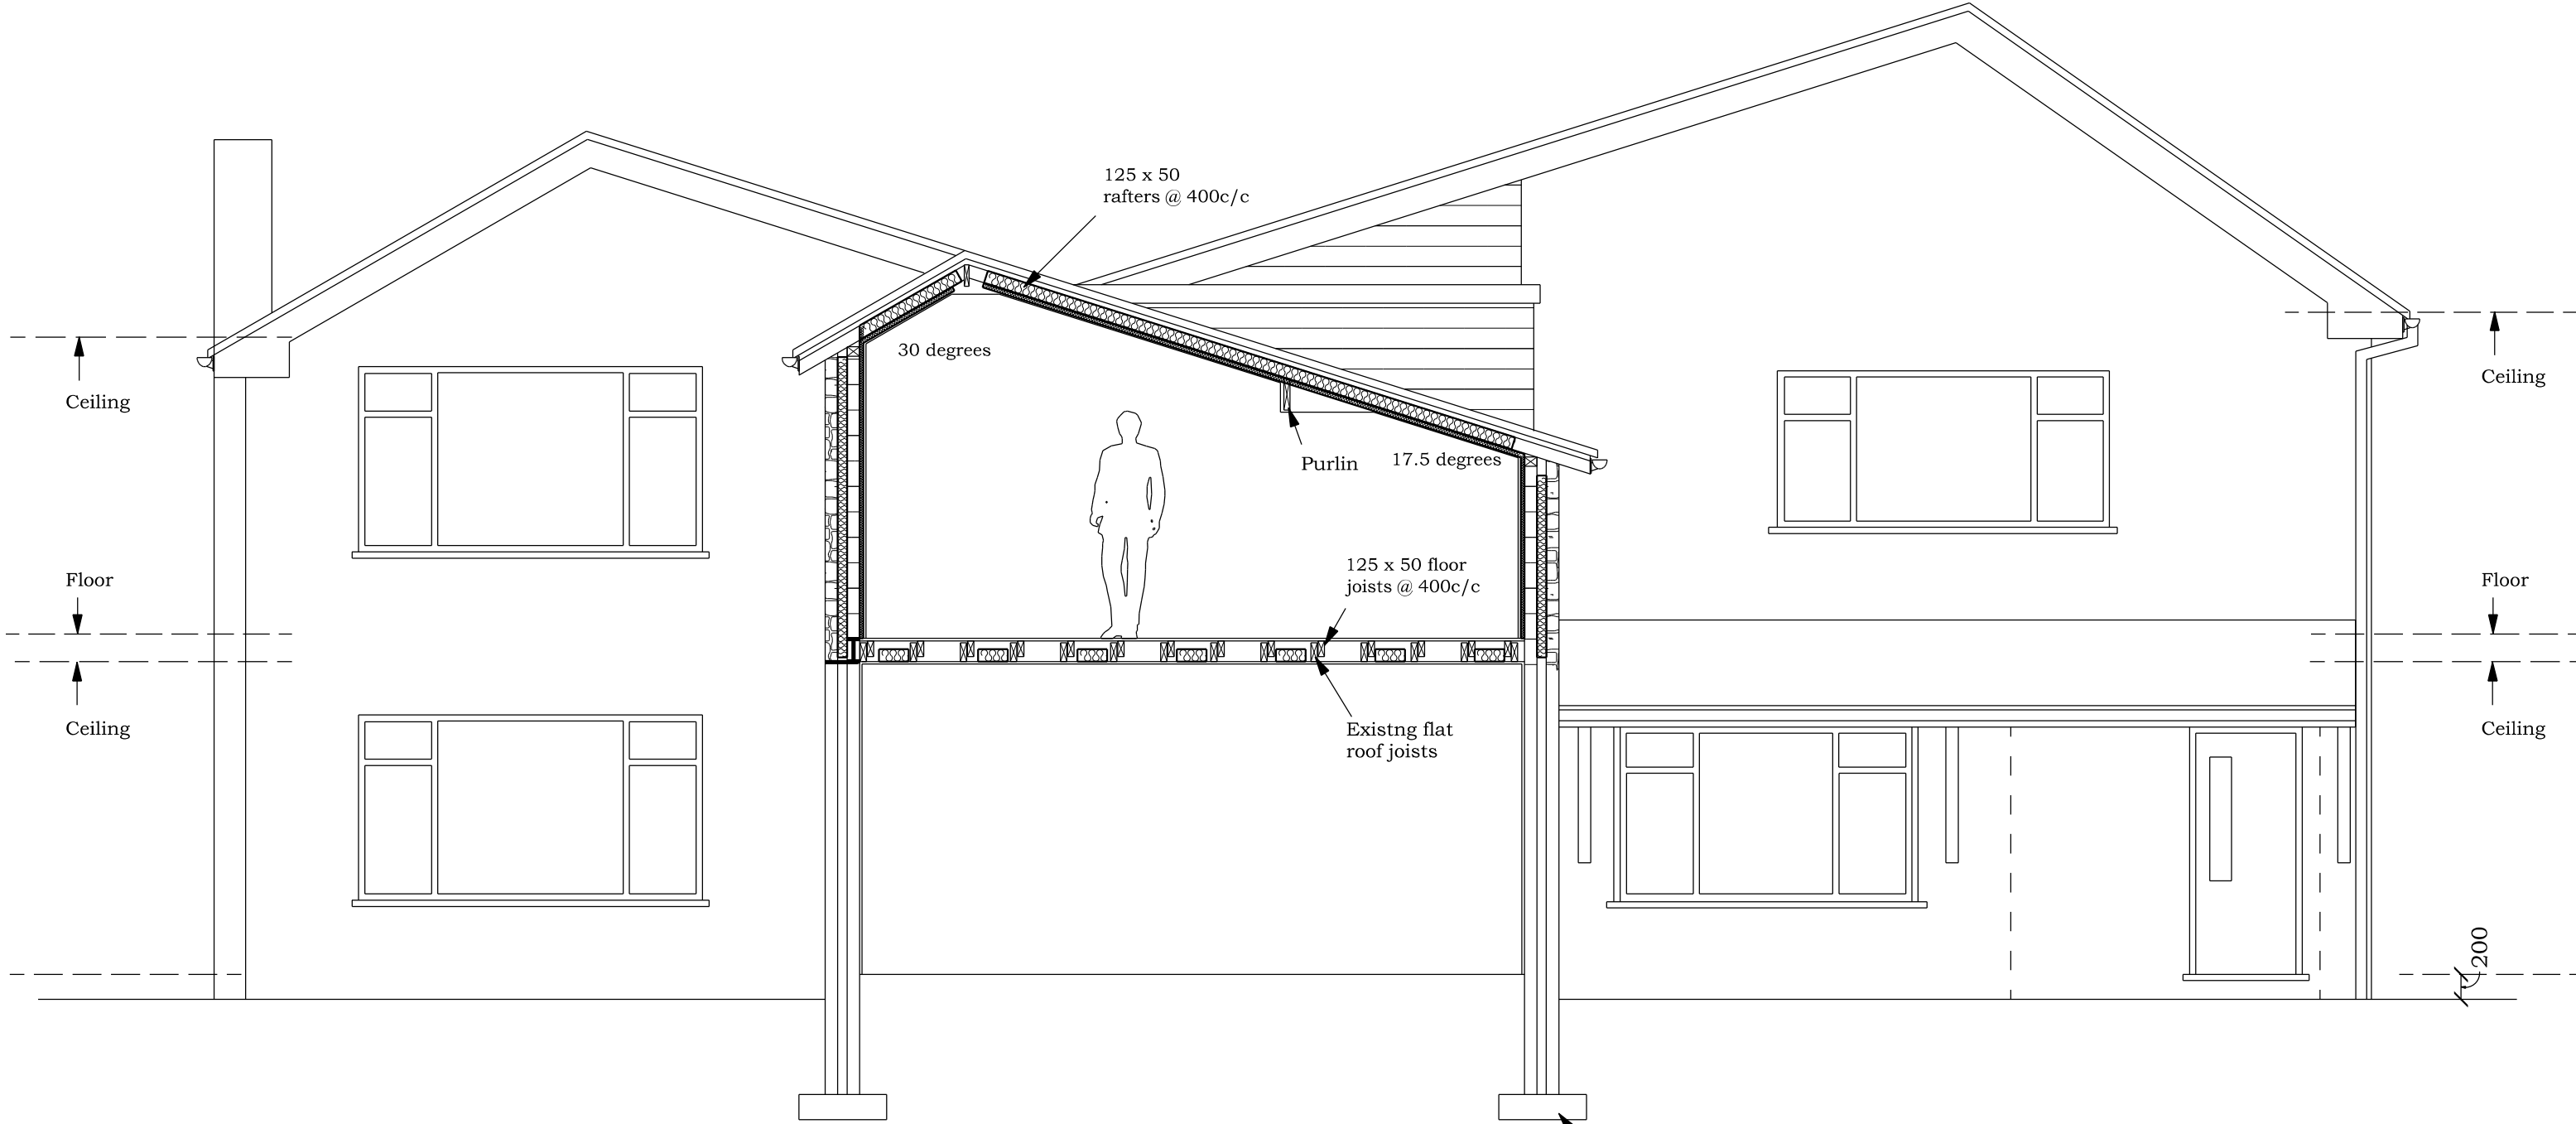 125 x 50
rafters @ 400c/c
30 degrees
Ceiling
Ceiling
Purlin
17.5 degrees
125 x 50 floor
joists @ 400c/c
Floor
Floor
Ceiling
Existng flat
roof joists
Ceiling
200